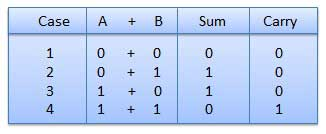 Case A + B Sum Carry
1 0 + 0 0 0
2 0 + 1 1 0
3 1 + 0 1 0
4 1 + 1 0 1